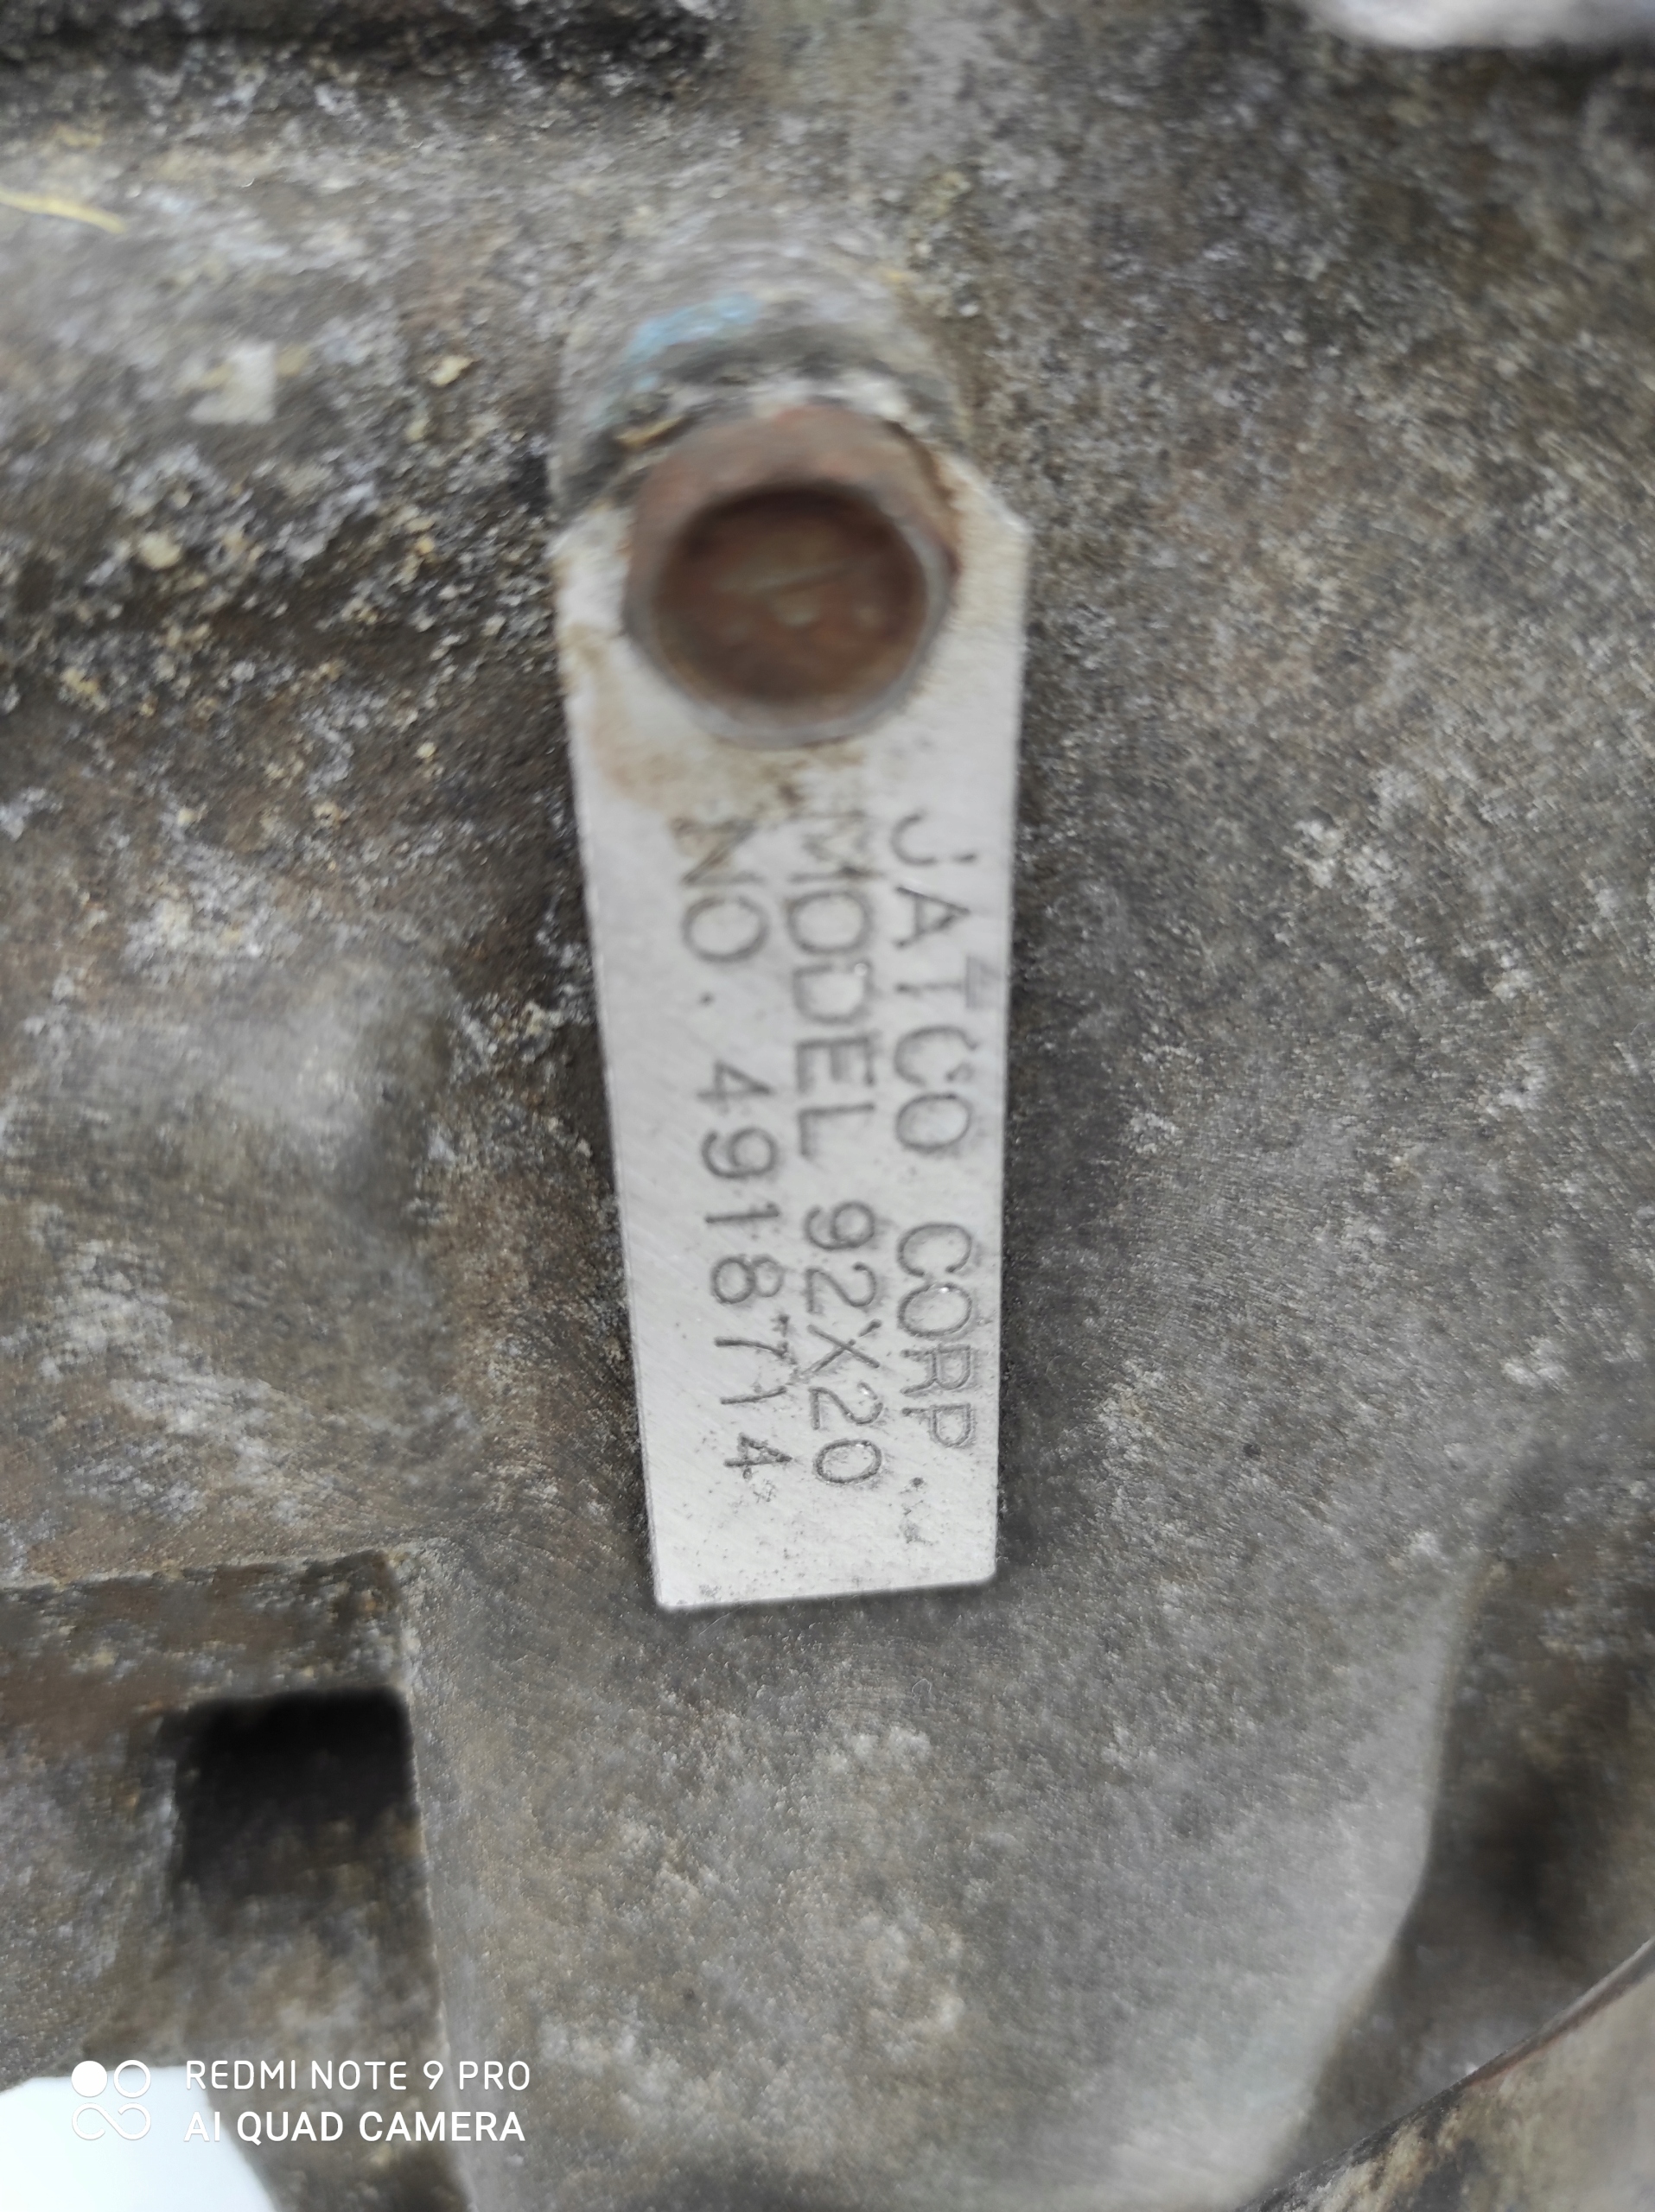 JATCO CORP.
MODEL 92X20
NO. 4918714
REDMI NOTE 9 PRO
AI QUAD CAMERA